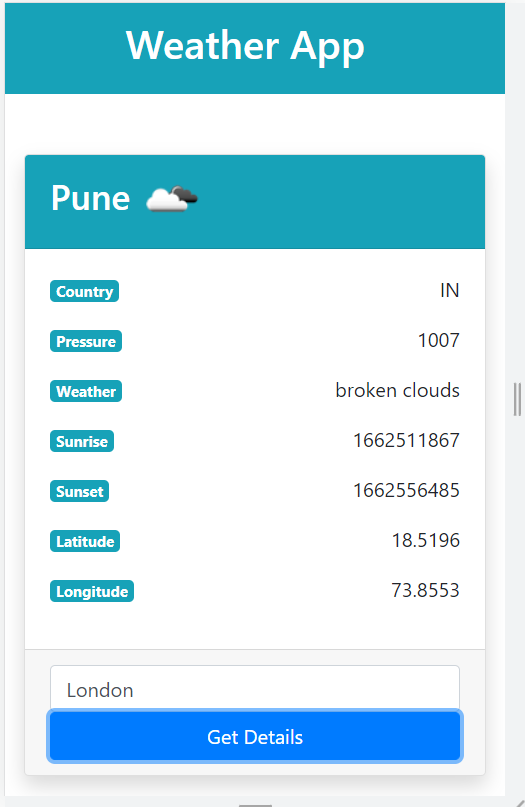 Weather App
Pune
Country IN
Pressure 1007
Weather broken clouds
Sunrise 1662511867
Sunset 1662556485
Latitude 18.5196
Longitude 73.8553
London
Get Details